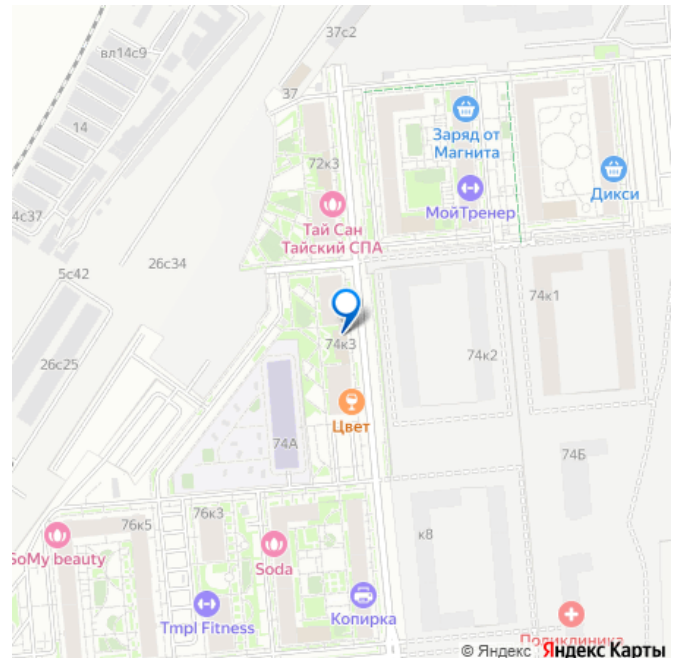 37с2
вл14с9
37
14
Заряд от
Магнита
72к3
Дикси
МойТренер
4с37
Тай Сан
Тайский СПА
26с34
5с42
74к1
74к3
74к2
26с25
Цвет
74А
74Б
76к5
76к3
к8
SoMy beauty
Soda
Tmpl Fitness
Копирка
Поликлиника
© Яндекс Яндекс Карты